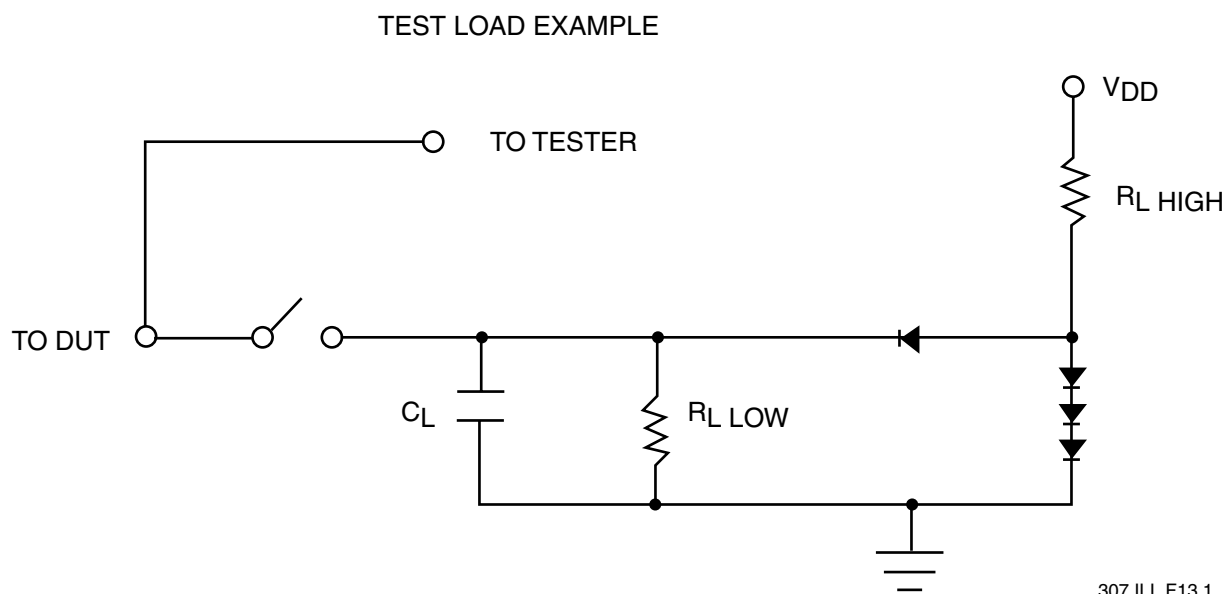 TEST LOAD EXAMPLE
VDD
TO TESTER
RL HIGH
TO DUT
CL
RL LOW
307 ILL F13.1